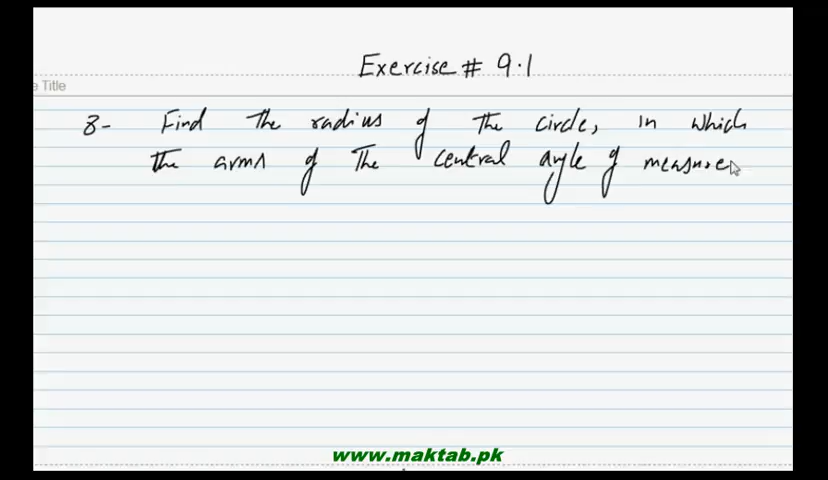 Exercise # 9.1
e Title
8- Find the radius of the circle, in which
the arms of the central angle of measure
www.maktab.pk